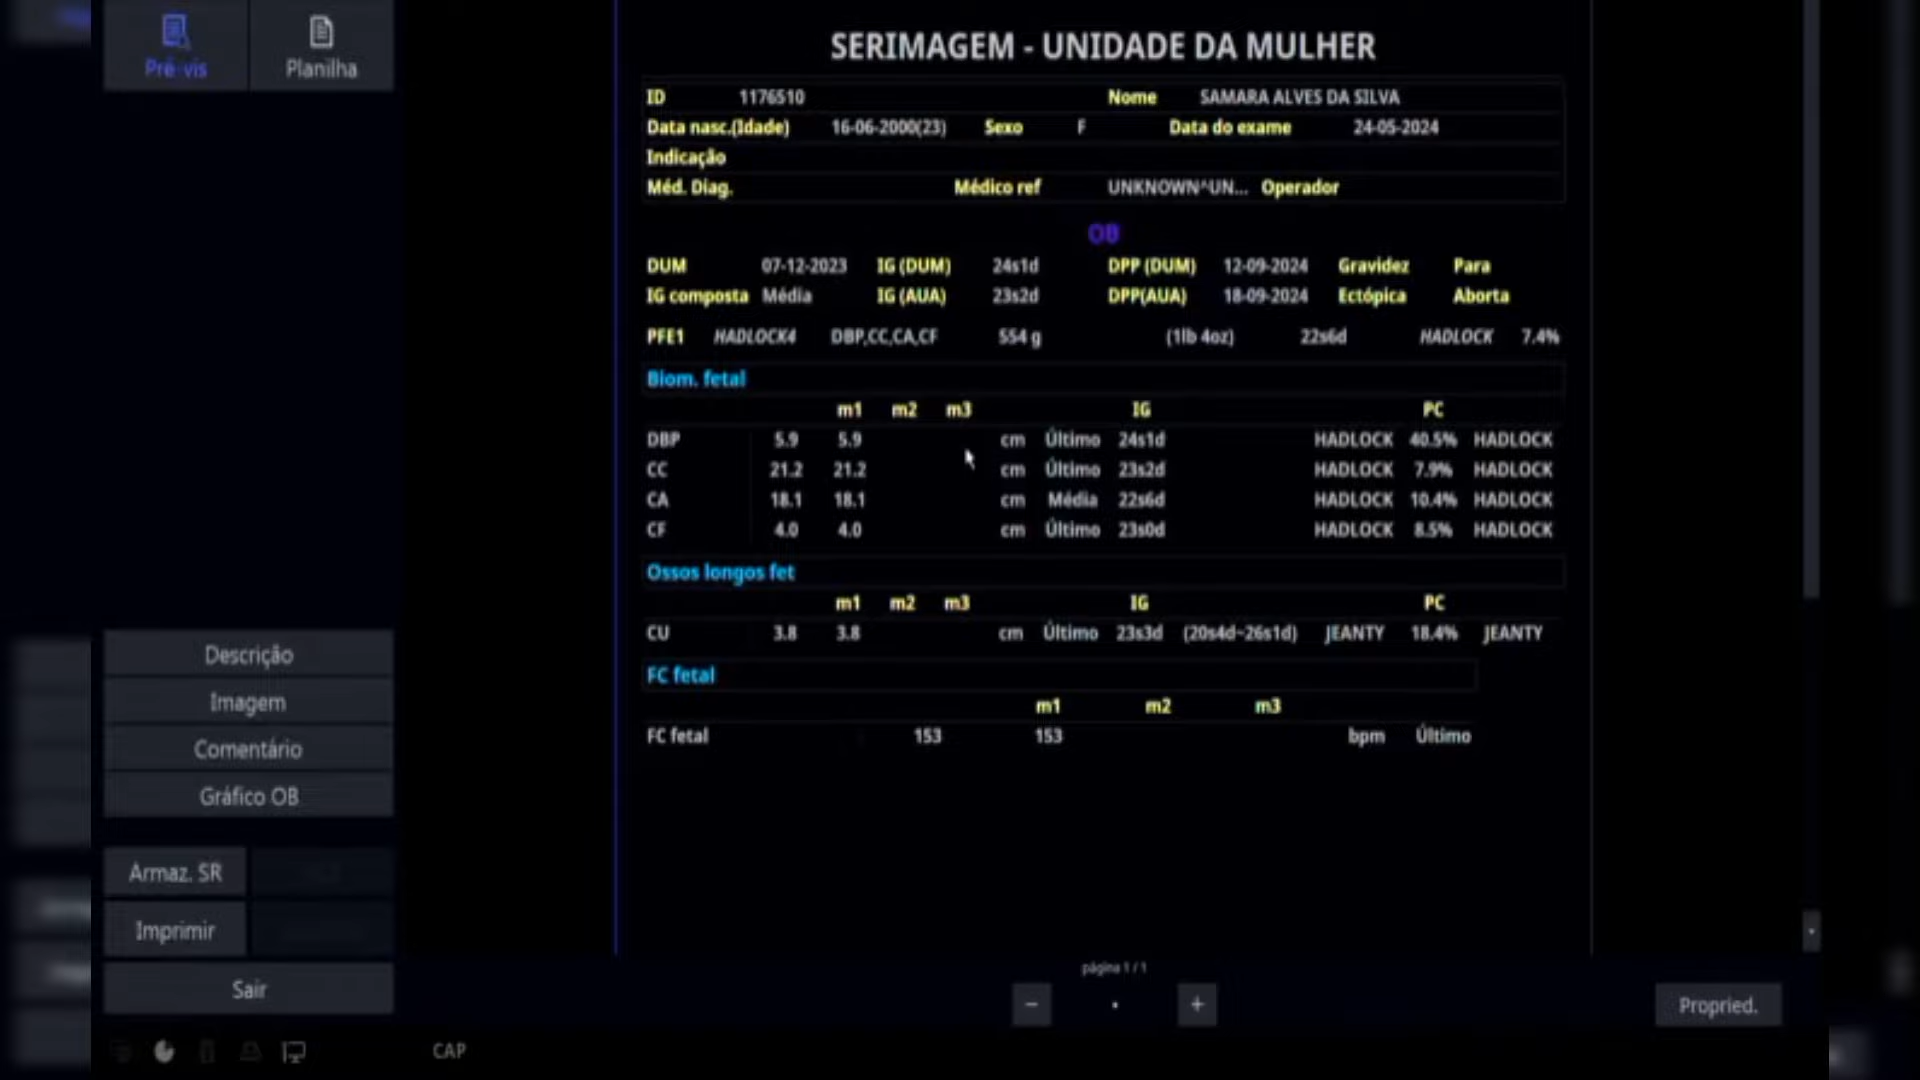 Pré-vis
Planilha
SERIMAGEM - UNIDADE DA MULHER
ID 1176510 Nome SAMARA ALVES DA SILVA
Data nasc.(Idade) 16-06-2000(23) Sexo F Data do exame 24-05-2024
Indicação
Méd. Diag. Médico ref UNKNOWN^UN... Operador
OB
DUM 07-12-2023 IG (DUM) 24s1d DPP (DUM) 12-09-2024 Gravidez Para
IG composta Média IG (AUA) 23s2d DPP(AUA) 18-09-2024 Ectópica Aborta
PFE1 HADLOCK4 DBP,CC,CA,CF 554 g (1lb 4oz) 22s6d HADLOCK 7.4%
Biom. fetal
m1 m2 m3 IG PC
DBP 5.9 5.9 cm Último 24s1d HADLOCK 40.5% HADLOCK
CC 21.2 21.2 cm Último 23s2d HADLOCK 7.9% HADLOCK
CA 18.1 18.1 cm Média 22s6d HADLOCK 10.4% HADLOCK
CF 4.0 4.0 cm Último 23s0d HADLOCK 8.5% HADLOCK
Ossos longos fet
m1 m2 m3 IG PC
CU 3.8 3.8 cm Último 23s3d (20s4d~26s1d) JEANTY 18.4% JEANTY
FC fetal
m1 m2 m3
FC fetal 153 153 bpm Último
Descrição
Imagem
Comentário
Gráfico OB
Armaz. SR
Imprimir
Sair
página 1 / 1
- +
Propried.
CAP